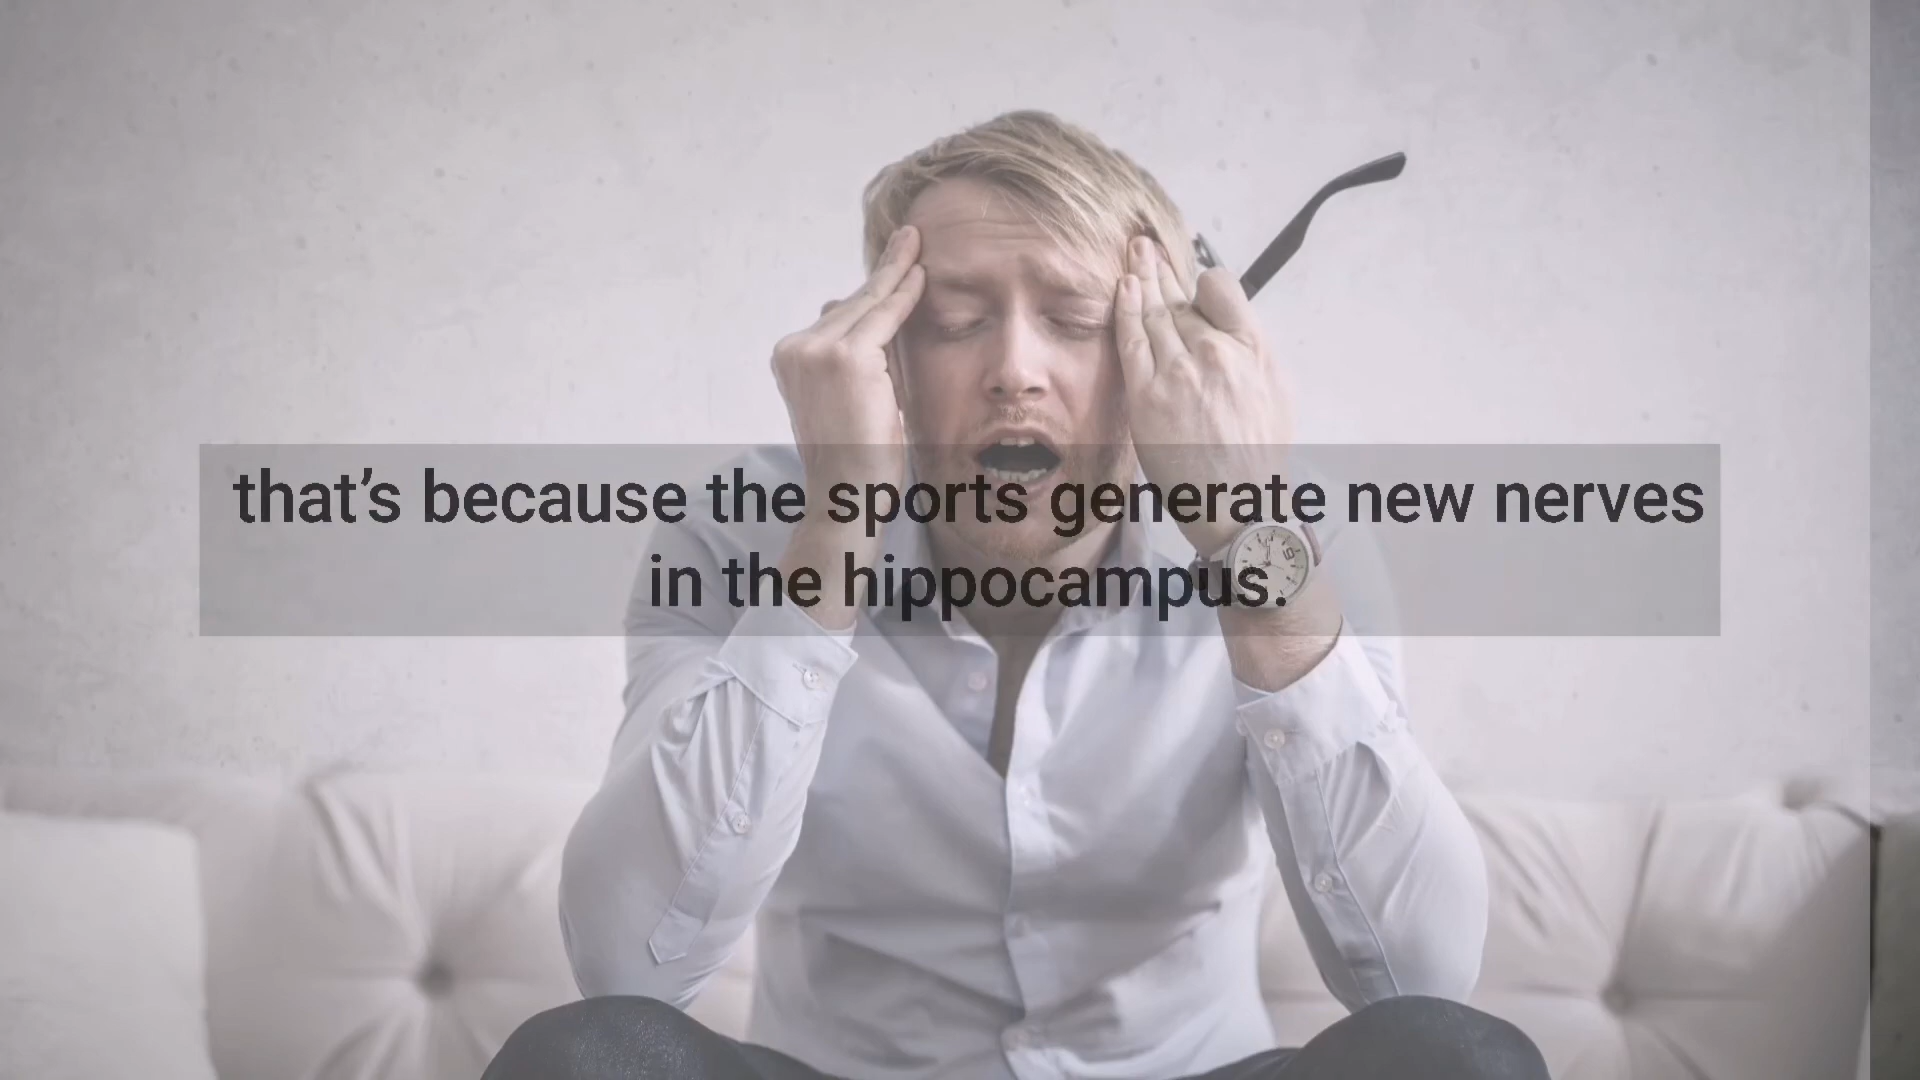 that’s because the sports generate new nerves
in the hippocampus.